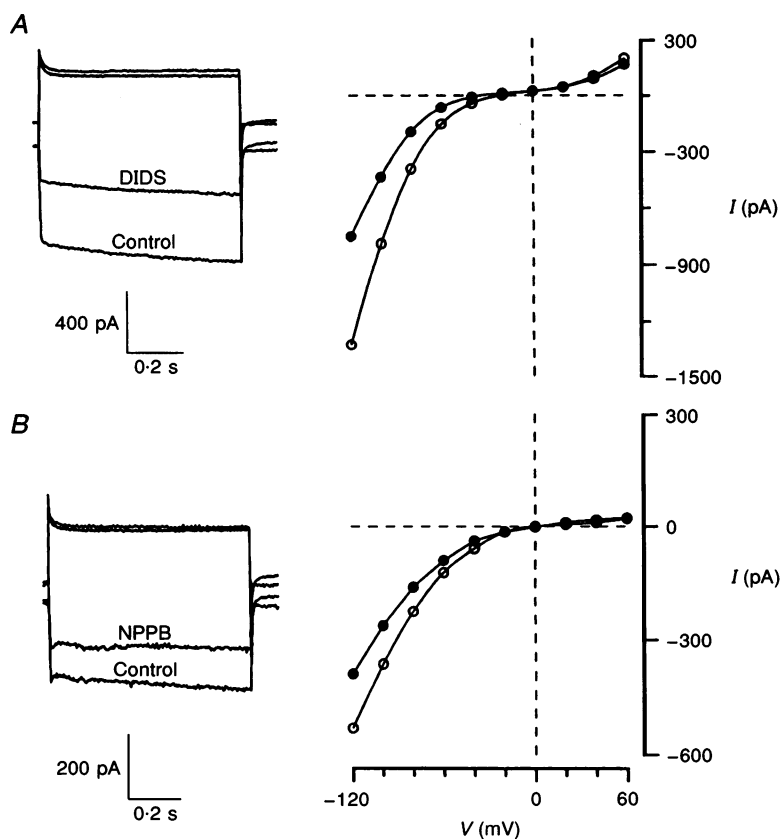 A
DIDS
Control
400 pA
0·2 s
300
−300
I (pA)
−900
−1500
B
NPPB
Control
200 pA
0·2 s
300
0
I (pA)
−300
−600
−120
0
60
V (mV)